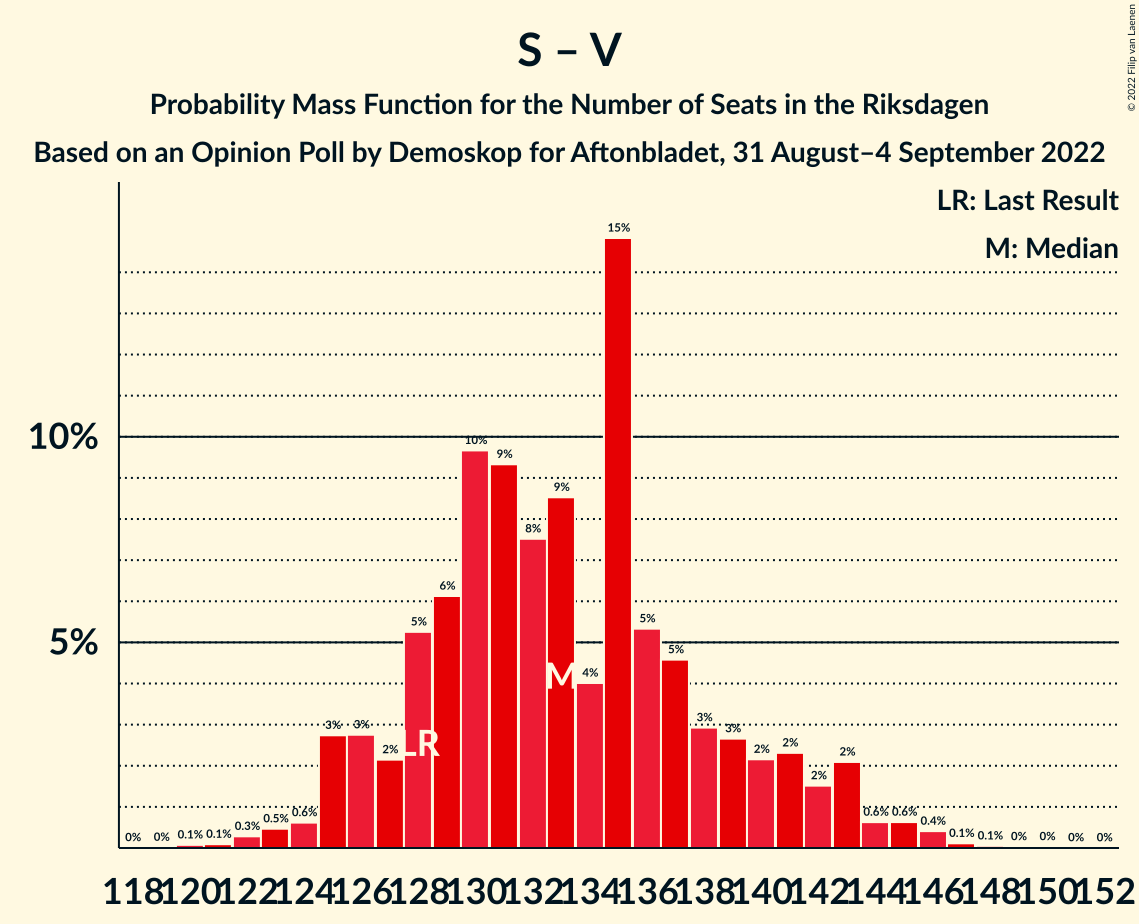 S – V
Probability Mass Function for the Number of Seats in the Riksdagen
Based on an Opinion Poll by Demoskop for Aftonbladet, 31 August–4 September 2022
© 2022 Filip van Laenen
LR: Last Result
M: Median
10%
5%
0% 0% 0.1% 0.1% 0.3% 0.5% 0.6% 3% 3% 2% 5% 6% 10% 9% 8% 9% 4% 15% 5% 5% 3% 3% 2% 2% 2% 2% 0.6% 0.6% 0.4% 0.1% 0.1% 0% 0% 0% 0%
LR
M
118 120 122 124 126 128 130 132 134 136 138 140 142 144 146 148 150 152